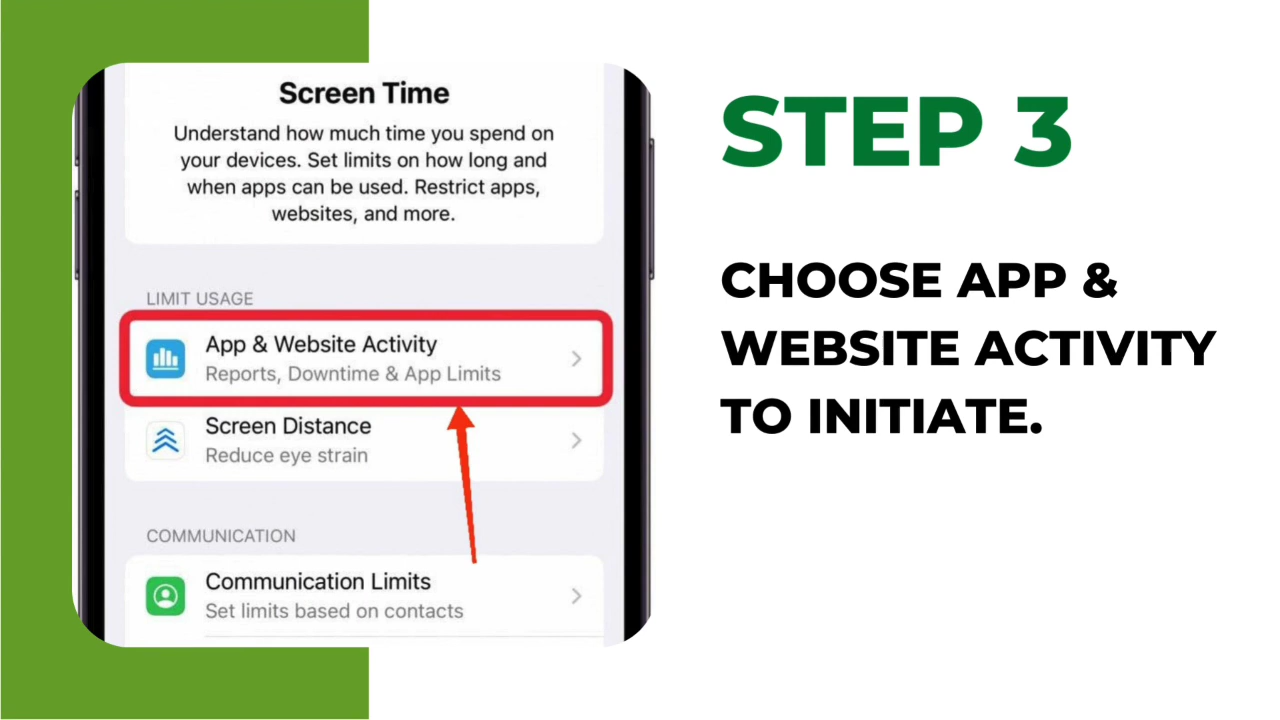 Screen Time
Understand how much time you spend on
your devices. Set limits on how long and
when apps can be used. Restrict apps,
websites, and more.
LIMIT USAGE
App & Website Activity
Reports, Downtime & App Limits
Screen Distance
Reduce eye strain
COMMUNICATION
Communication Limits
Set limits based on contacts
STEP 3
CHOOSE APP &
WEBSITE ACTIVITY
TO INITIATE.